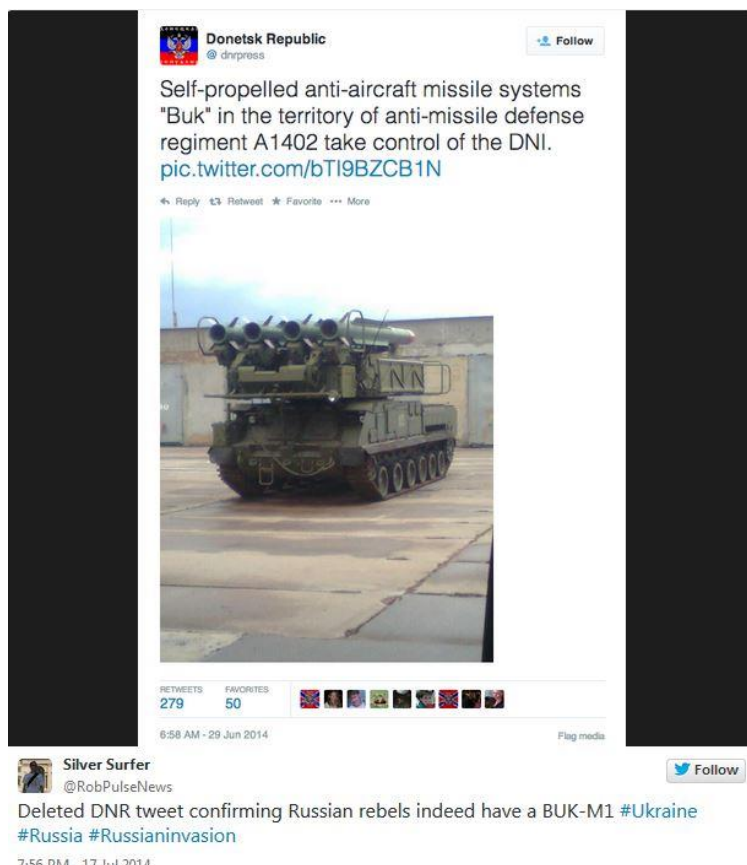 Donetsk Republic
@ dnrpress
Follow
Self-propelled anti-aircraft missile systems
"Buk" in the territory of anti-missile defense
regiment A1402 take control of the DNI.
pic.twitter.com/bTI9BZCB1N
Reply Retweet Favorite ••• More
RETWEETS FAVORITES
279 50
6:58 AM - 29 Jun 2014 Flag media
Silver Surfer
@RobPulseNews
Follow
Deleted DNR tweet confirming Russian rebels indeed have a BUK-M1 #Ukraine
#Russia #Russianinvasion
7:56 PM - 17 Jul 2014